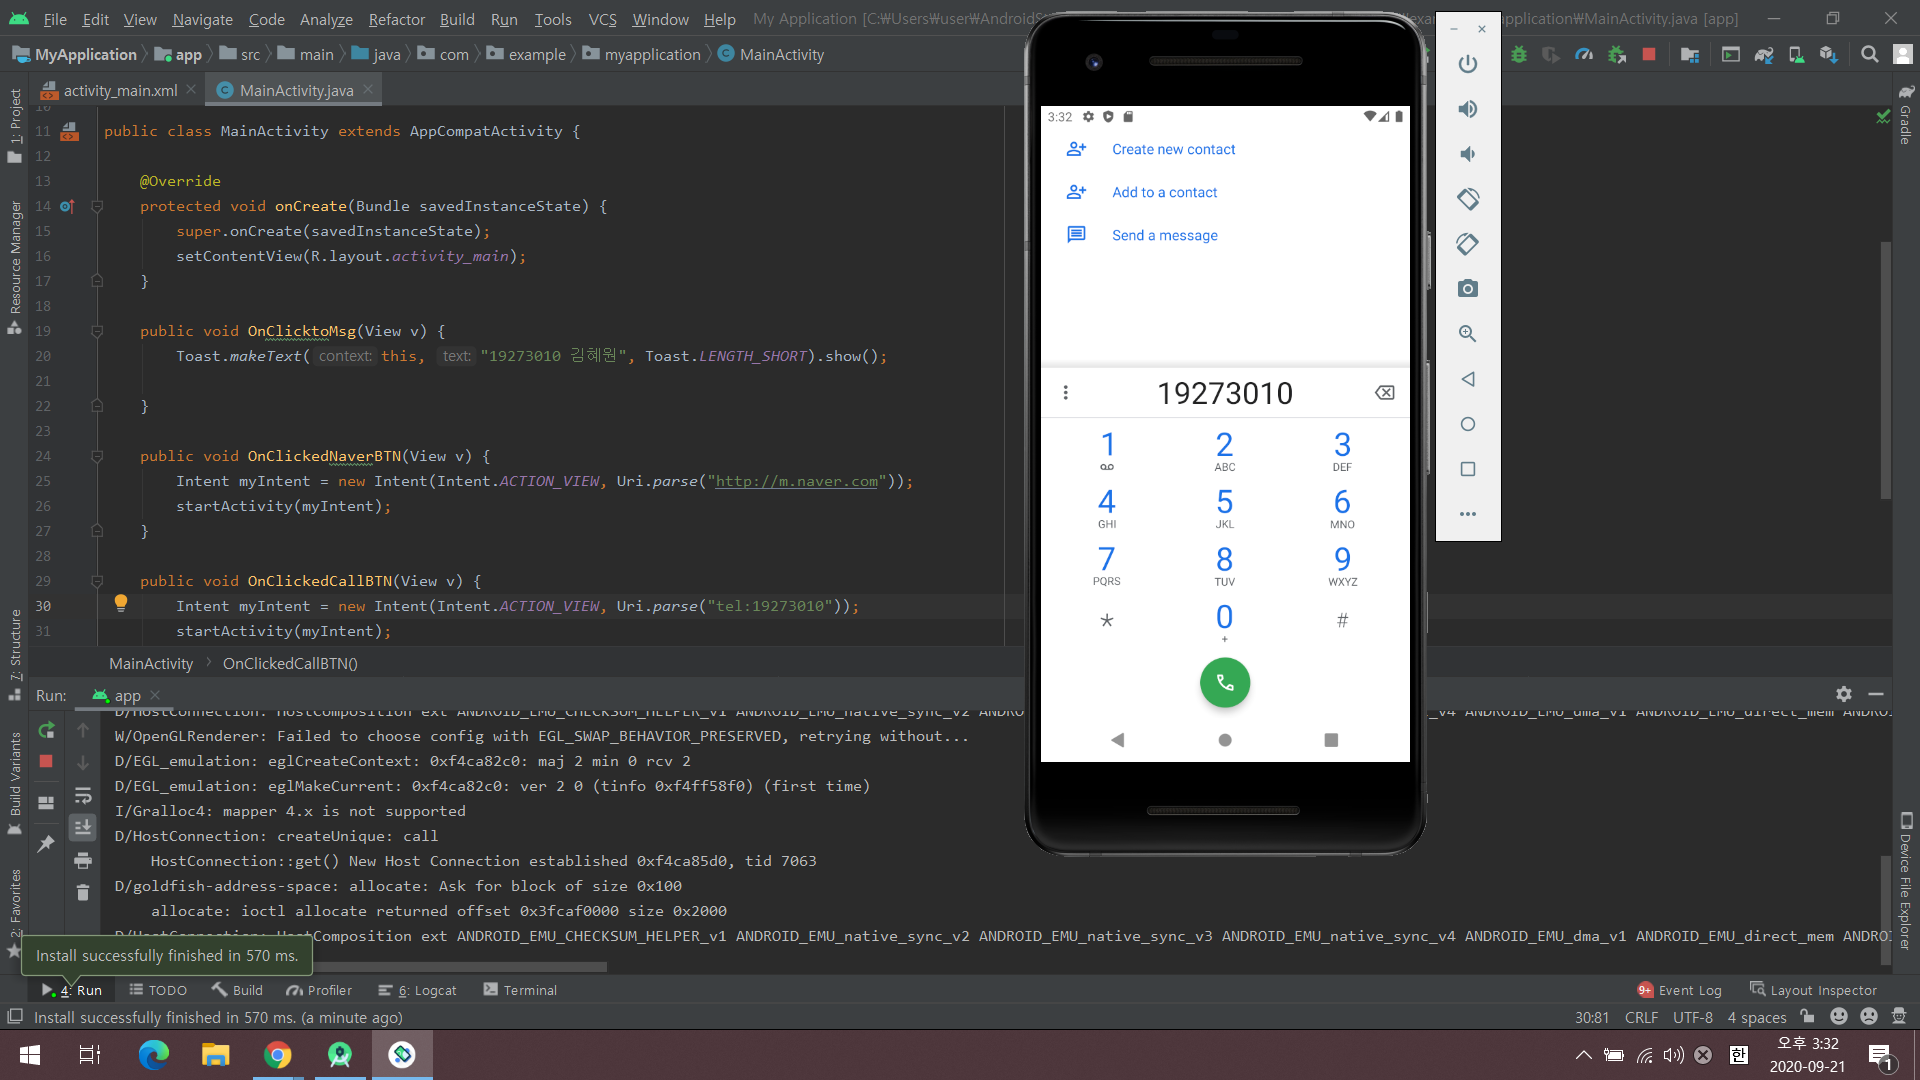 File Edit View Navigate Code Analyze Refactor Build Run Tools VCS Window Help My Application [C:₩Users₩user₩AndroidS
pplication₩MainActivity.java [app]
MyApplication app src main java com example myapplication MainActivity
activity_main.xml MainActivity.java
11 public class MainActivity extends AppCompatActivity {
12
13 @Override
14 protected void onCreate(Bundle savedInstanceState) {
15 super.onCreate(savedInstanceState);
16 setContentView(R.layout.activity_main);
17 }
18
19 public void OnClicktoMsg(View v) {
20 Toast.makeText( context: this, text: "19273010 김혜원", Toast.LENGTH_SHORT).show();
21
22 }
23
24 public void OnClickedNaverBTN(View v) {
25 Intent myIntent = new Intent(Intent.ACTION_VIEW, Uri.parse("http://m.naver.com"));
26 startActivity(myIntent);
27 }
28
29 public void OnClickedCallBTN(View v) {
30 Intent myIntent = new Intent(Intent.ACTION_VIEW, Uri.parse("tel:19273010"));
31 startActivity(myIntent);
MainActivity OnClickedCallBTN()
1: Project
Resource Manager
7: Structure
Build Variants
2: Favorites
Gradle
Device File Explorer
3:32
Create new contact
Add to a contact
Send a message
19273010
1 2 ABC 3 DEF
4 GHI 5 JKL 6 MNO
7 PQRS 8 TUV 9 WXYZ
* 0 + #
Run: app
D/HostConnection: HostComposition ext ANDROID_EMU_CHECKSUM_HELPER_v1 ANDROID_EMU_native_sync_v2 ANDRO
_v4 ANDROID_EMU_dma_v1 ANDROID_EMU_direct_mem ANDRO
W/OpenGLRenderer: Failed to choose config with EGL_SWAP_BEHAVIOR_PRESERVED, retrying without...
D/EGL_emulation: eglCreateContext: 0xf4ca82c0: maj 2 min 0 rcv 2
D/EGL_emulation: eglMakeCurrent: 0xf4ca82c0: ver 2 0 (tinfo 0xf4ff58f0) (first time)
I/Gralloc4: mapper 4.x is not supported
D/HostConnection: createUnique: call
HostConnection::get() New Host Connection established 0xf4ca85d0, tid 7063
D/goldfish-address-space: allocate: Ask for block of size 0x100
allocate: ioctl allocate returned offset 0x3fcaf0000 size 0x2000
D/HostConnection: HostComposition ext ANDROID_EMU_CHECKSUM_HELPER_v1 ANDROID_EMU_native_sync_v2 ANDROID_EMU_native_sync_v3 ANDROID_EMU_native_sync_v4 ANDROID_EMU_dma_v1 ANDROID_EMU_direct_mem ANDRO
Install successfully finished in 570 ms.
4: Run TODO Build Profiler 6: Logcat Terminal 9+ Event Log Layout Inspector
Install successfully finished in 570 ms. (a minute ago) 30:81 CRLF UTF-8 4 spaces
한 오후 3:32
2020-09-21 1